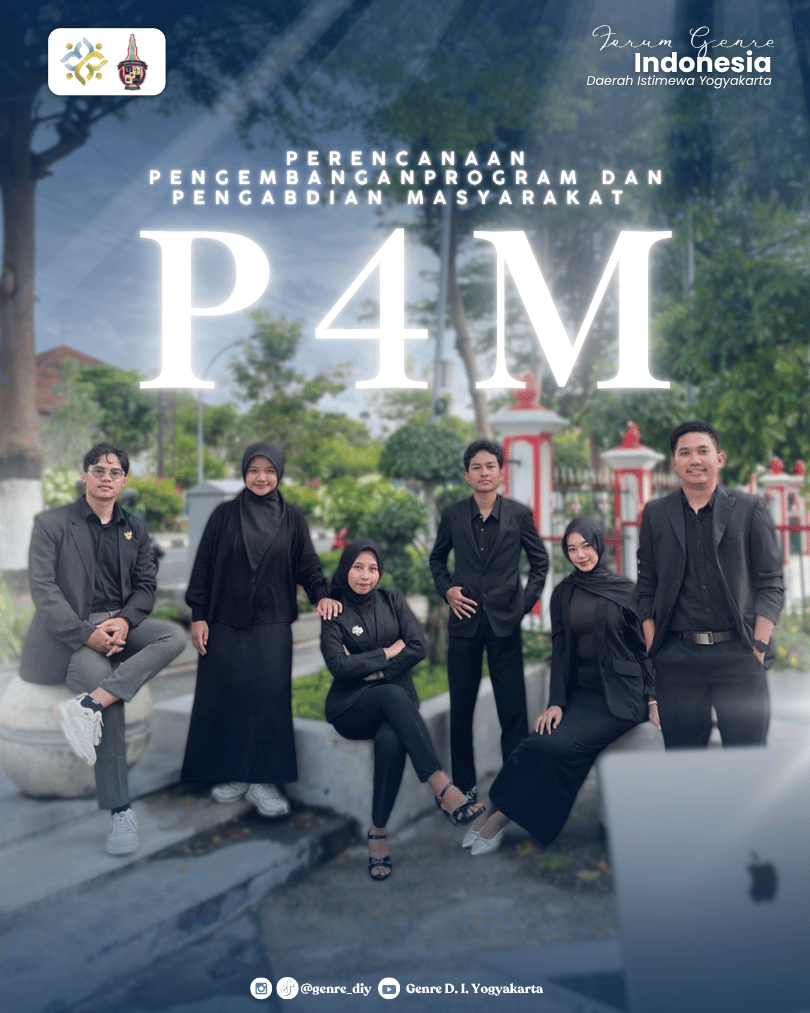 Forum Genre
Indonesia
Daerah Istimewa Yogyakarta
PERENCANAAN
PENGEMBANGANPROGRAM DAN
PENGABDIAN MASYARAKAT
P4M
@genre_diy Genre D. I. Yogyakarta